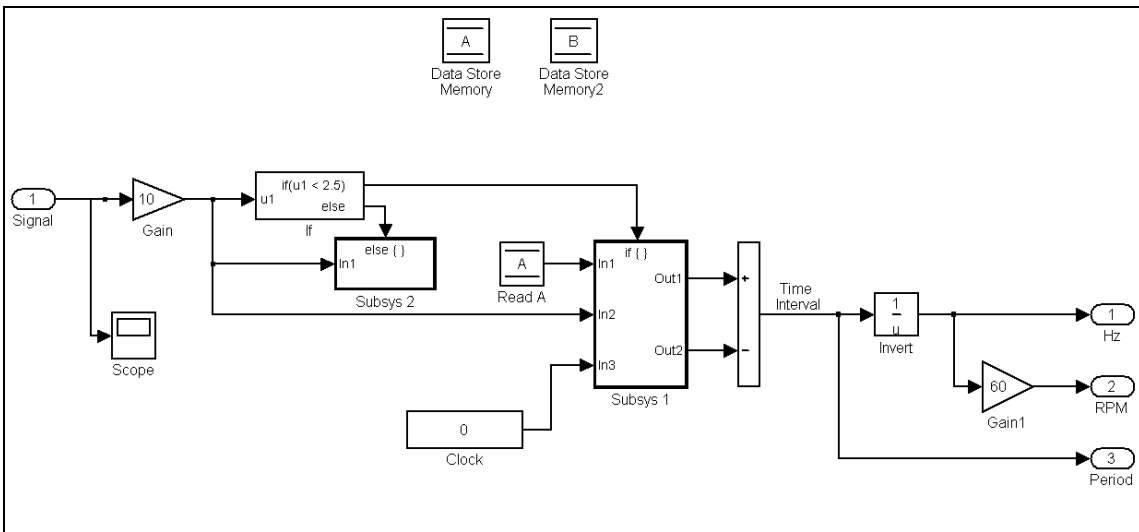 A
Data Store
Memory
B
Data Store
Memory2
1
Signal
10
Gain
u1
if(u1 < 2.5)
else
If
else { }
In1
Subsys 2
A
Read A
if { }
In1
In2
In3
Out1
Out2
Subsys 1
Scope
0
Clock
+
−
Time
Interval
1
u
Invert
1
Hz
60
Gain1
2
RPM
3
Period